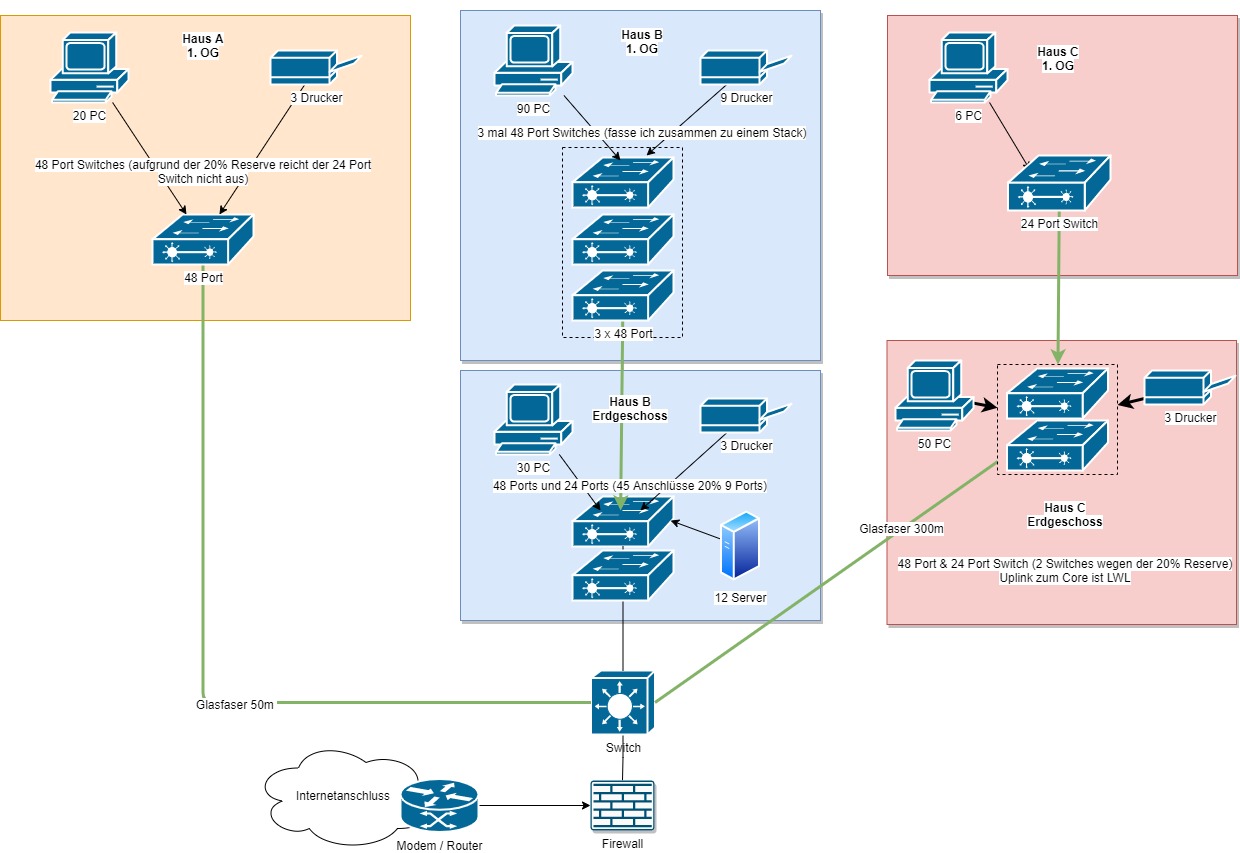 Haus A
1. OG
20 PC
3 Drucker
48 Port Switches (aufgrund der 20% Reserve reicht der 24 Port
Switch nicht aus)
48 Port
Haus B
1. OG
90 PC
9 Drucker
3 mal 48 Port Switches (fasse ich zusammen zu einem Stack)
3 x 48 Port
Haus C
1. OG
6 PC
24 Port Switch
Haus B
Erdgeschoss
30 PC
3 Drucker
48 Ports und 24 Ports (45 Anschlüsse 20% 9 Ports)
12 Server
50 PC
3 Drucker
Haus C
Erdgeschoss
48 Port & 24 Port Switch (2 Switches wegen der 20% Reserve)
Uplink zum Core ist LWL
Glasfaser 300m
Glasfaser 50m
Switch
Internetanschluss
Modem / Router
Firewall